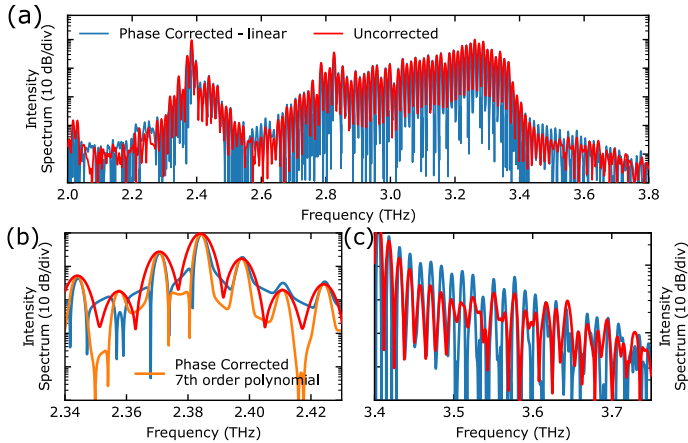 (a)
Phase Corrected - linear
Uncorrected
Intensity
Spectrum (10 dB/div)
2.0 2.2 2.4 2.6 2.8 3.0 3.2 3.4 3.6 3.8
Frequency (THz)
(b)
Intensity
Spectrum (10 dB/div)
Phase Corrected
7th order polynomial
2.34 2.36 2.38 2.40 2.42
Frequency (THz)
(c)
Intensity
Spectrum (10 dB/div)
3.4 3.5 3.6 3.7
Frequency (THz)